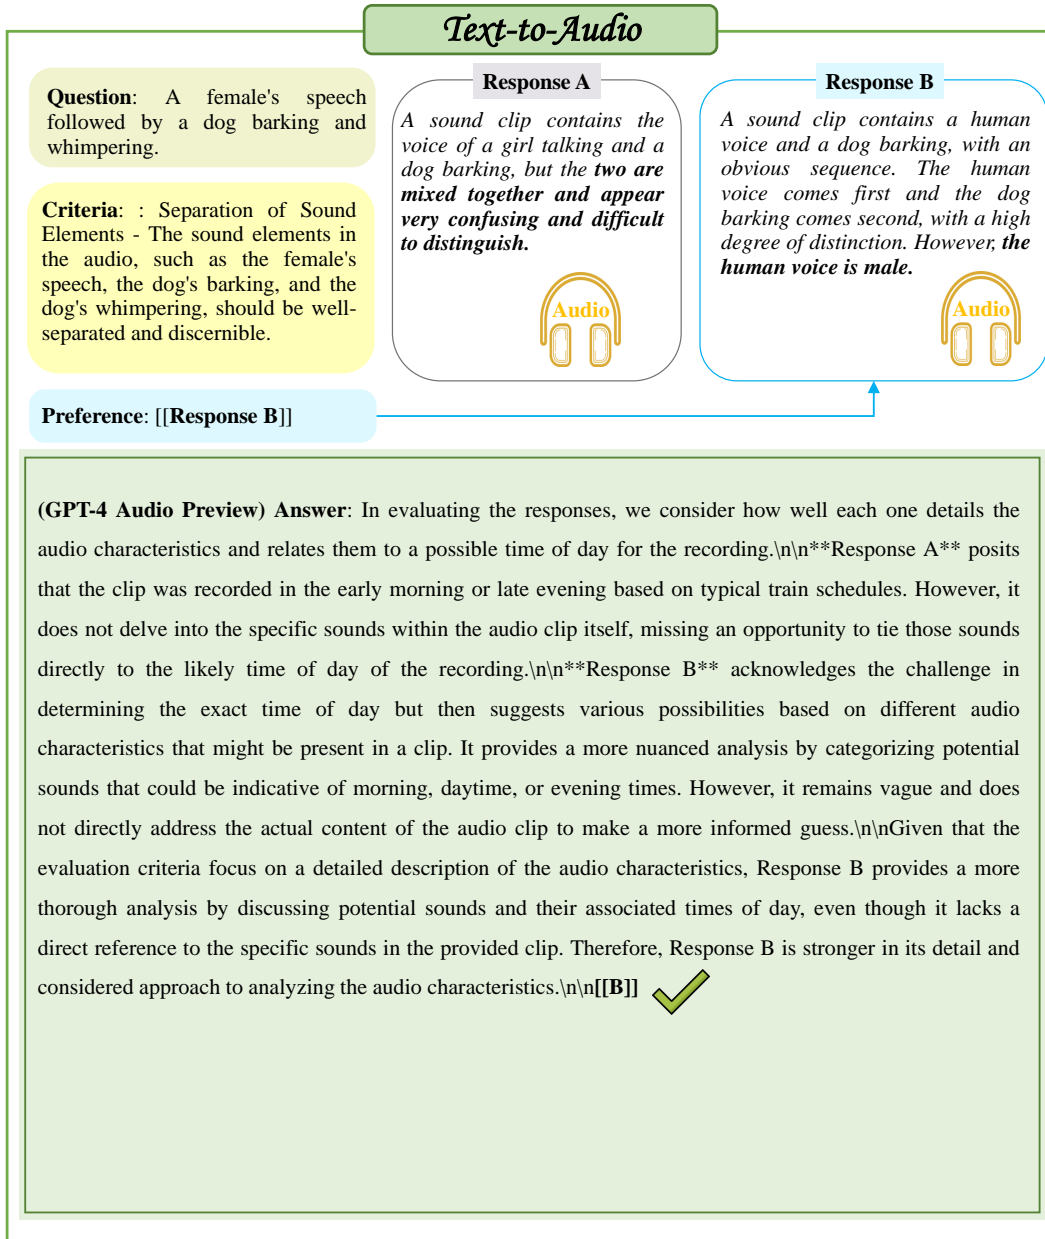 Text-to-Audio
Question: A female's speech
followed by a dog barking and
whimpering.
Criteria: : Separation of Sound
Elements - The sound elements in
the audio, such as the female's
speech, the dog's barking, and the
dog's whimpering, should be well-
separated and discernible.
Preference: [[Response B]]
Response A
A sound clip contains the
voice of a girl talking and a
dog barking, but the two are
mixed together and appear
very confusing and difficult
to distinguish.
Audio
Response B
A sound clip contains a human
voice and a dog barking, with an
obvious sequence. The human
voice comes first and the dog
barking comes second, with a high
degree of distinction. However, the
human voice is male.
Audio
(GPT-4 Audio Preview) Answer: In evaluating the responses, we consider how well each one details the
audio characteristics and relates them to a possible time of day for the recording.\n\n**Response A** posits
that the clip was recorded in the early morning or late evening based on typical train schedules. However, it
does not delve into the specific sounds within the audio clip itself, missing an opportunity to tie those sounds
directly to the likely time of day of the recording.\n\n**Response B** acknowledges the challenge in
determining the exact time of day but then suggests various possibilities based on different audio
characteristics that might be present in a clip. It provides a more nuanced analysis by categorizing potential
sounds that could be indicative of morning, daytime, or evening times. However, it remains vague and does
not directly address the actual content of the audio clip to make a more informed guess.\n\nGiven that the
evaluation criteria focus on a detailed description of the audio characteristics, Response B provides a more
thorough analysis by discussing potential sounds and their associated times of day, even though it lacks a
direct reference to the specific sounds in the provided clip. Therefore, Response B is stronger in its detail and
considered approach to analyzing the audio characteristics.\n\n[[B]]